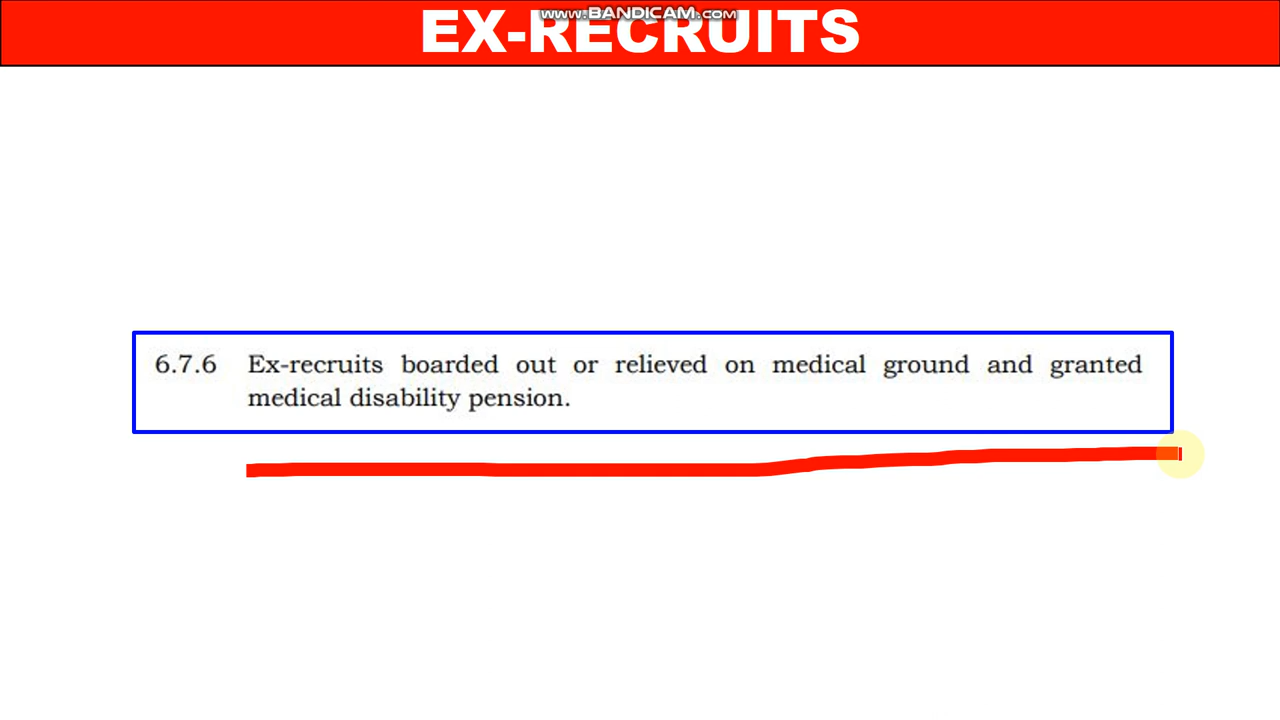 www.BANDICAM.com
EX-RECRUITS
6.7.6 Ex-recruits boarded out or relieved on medical ground and granted
medical disability pension.